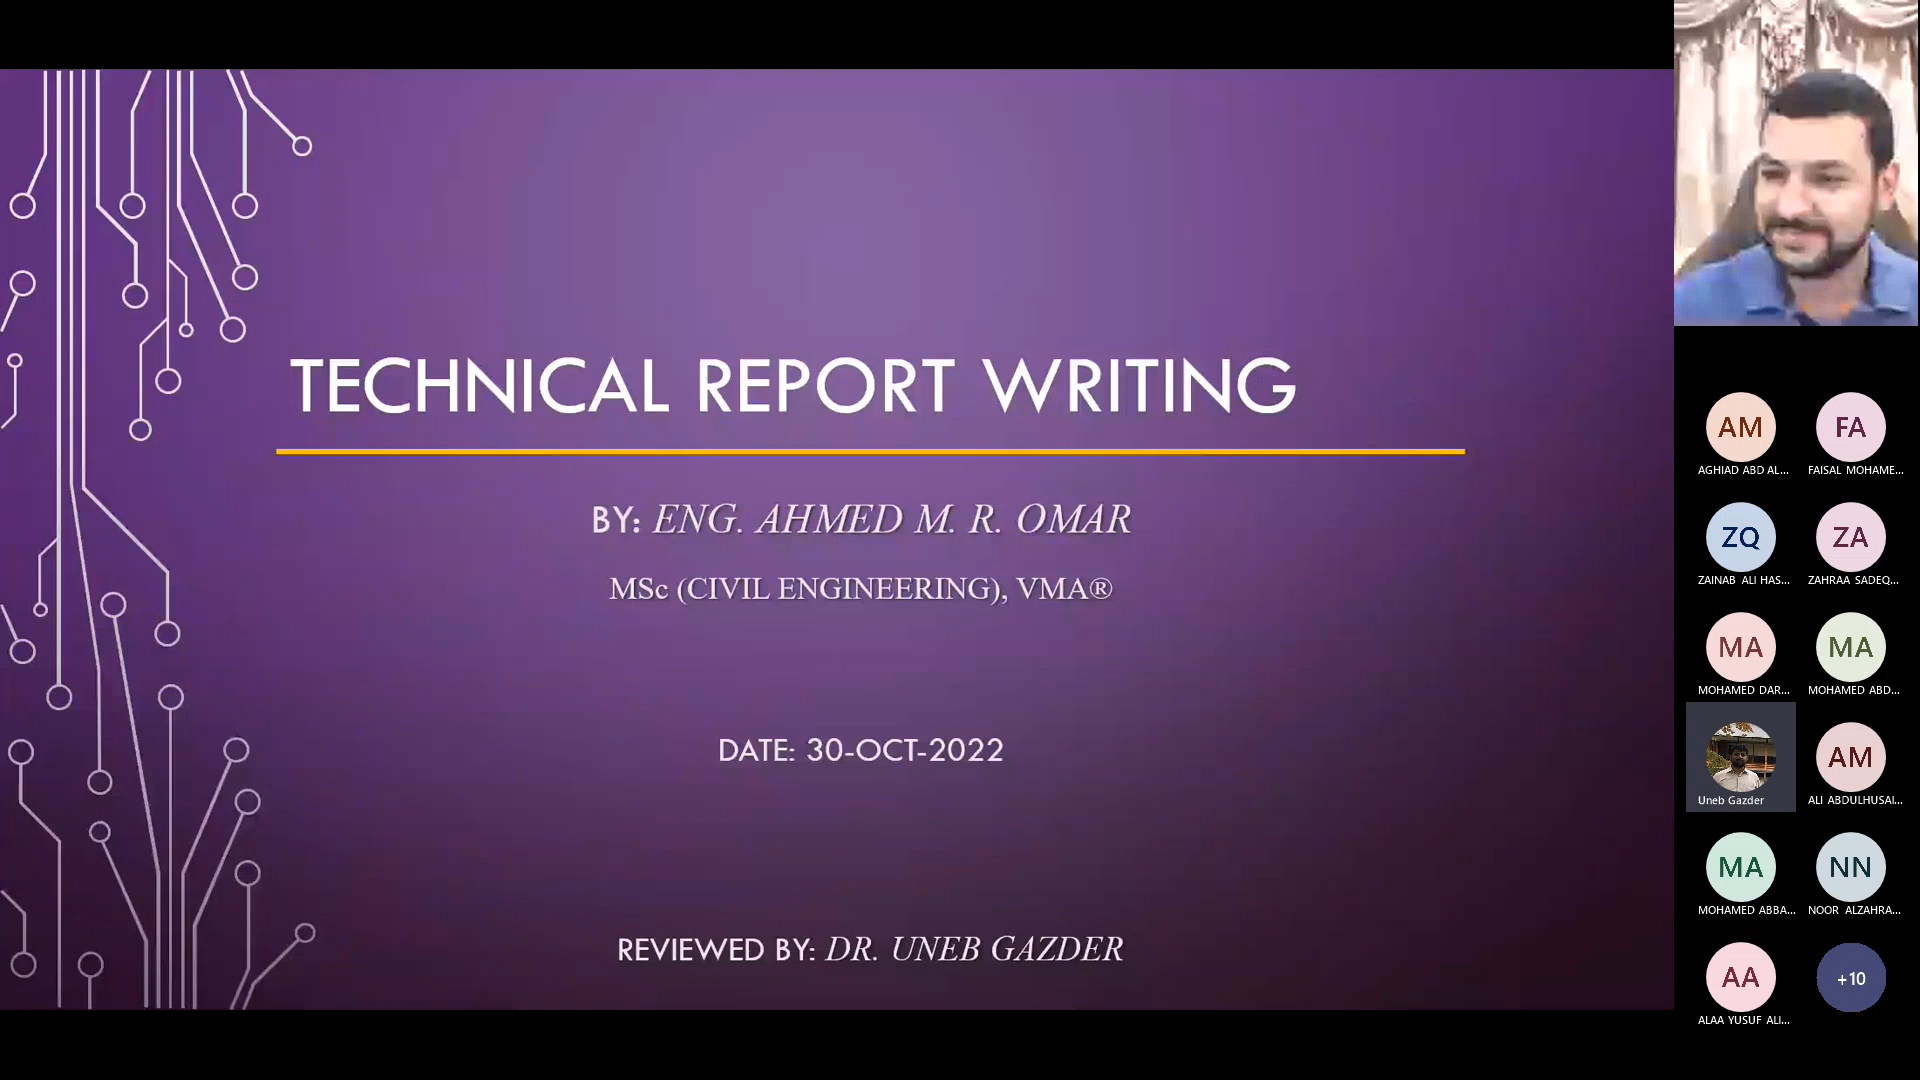 TECHNICAL REPORT WRITING
BY: ENG. AHMED M. R. OMAR
MSc (CIVIL ENGINEERING), VMA®
DATE: 30-OCT-2022
REVIEWED BY: DR. UNEB GAZDER
AM
FA
AGHIAD ABD AL...
FAISAL MOHAME...
ZQ
ZA
ZAINAB ALI HAS...
ZAHRAA SADEQ...
MA
MA
MOHAMED DAR...
MOHAMED ABD...
Uneb Gazder
AM
ALI ABDULHUSAI...
MA
NN
MOHAMED ABBA...
NOOR ALZAHRA...
AA
+10
ALAA YUSUF ALI...